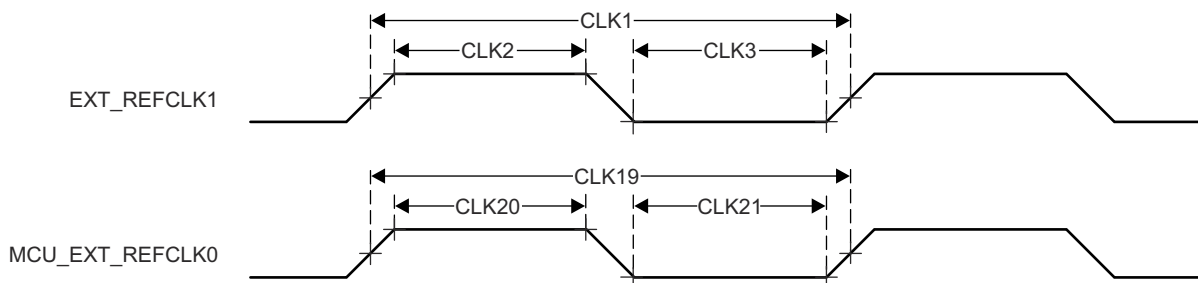 CLK1
CLK2
CLK3
EXT_REFCLK1
CLK19
CLK20
CLK21
MCU_EXT_REFCLK0